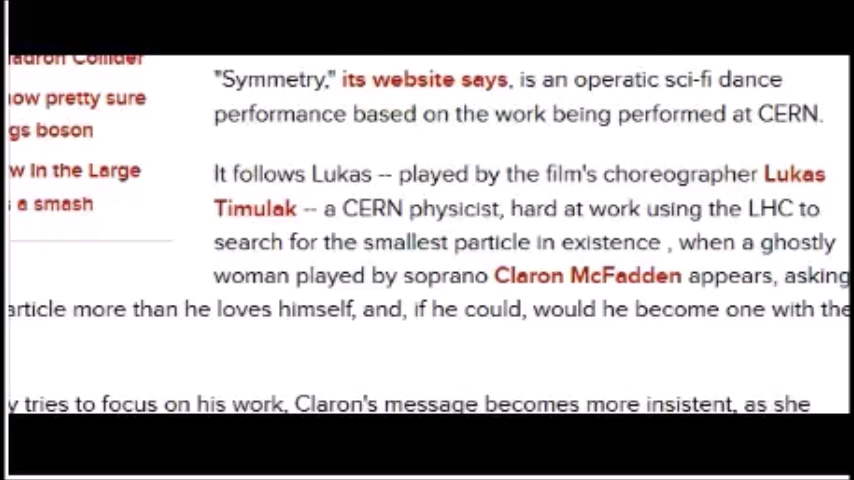 "Symmetry," its website says, is an operatic sci-fi dance
performance based on the work being performed at CERN.
It follows Lukas -- played by the film's choreographer Lukas
Timulak -- a CERN physicist, hard at work using the LHC to
search for the smallest particle in existence , when a ghostly
woman played by soprano Claron McFadden appears, asking
article more than he loves himself, and, if he could, would he become one with the
y tries to focus on his work, Claron's message becomes more insistent, as she
adron Collider
ow pretty sure
gs boson
w in the Large
a smash